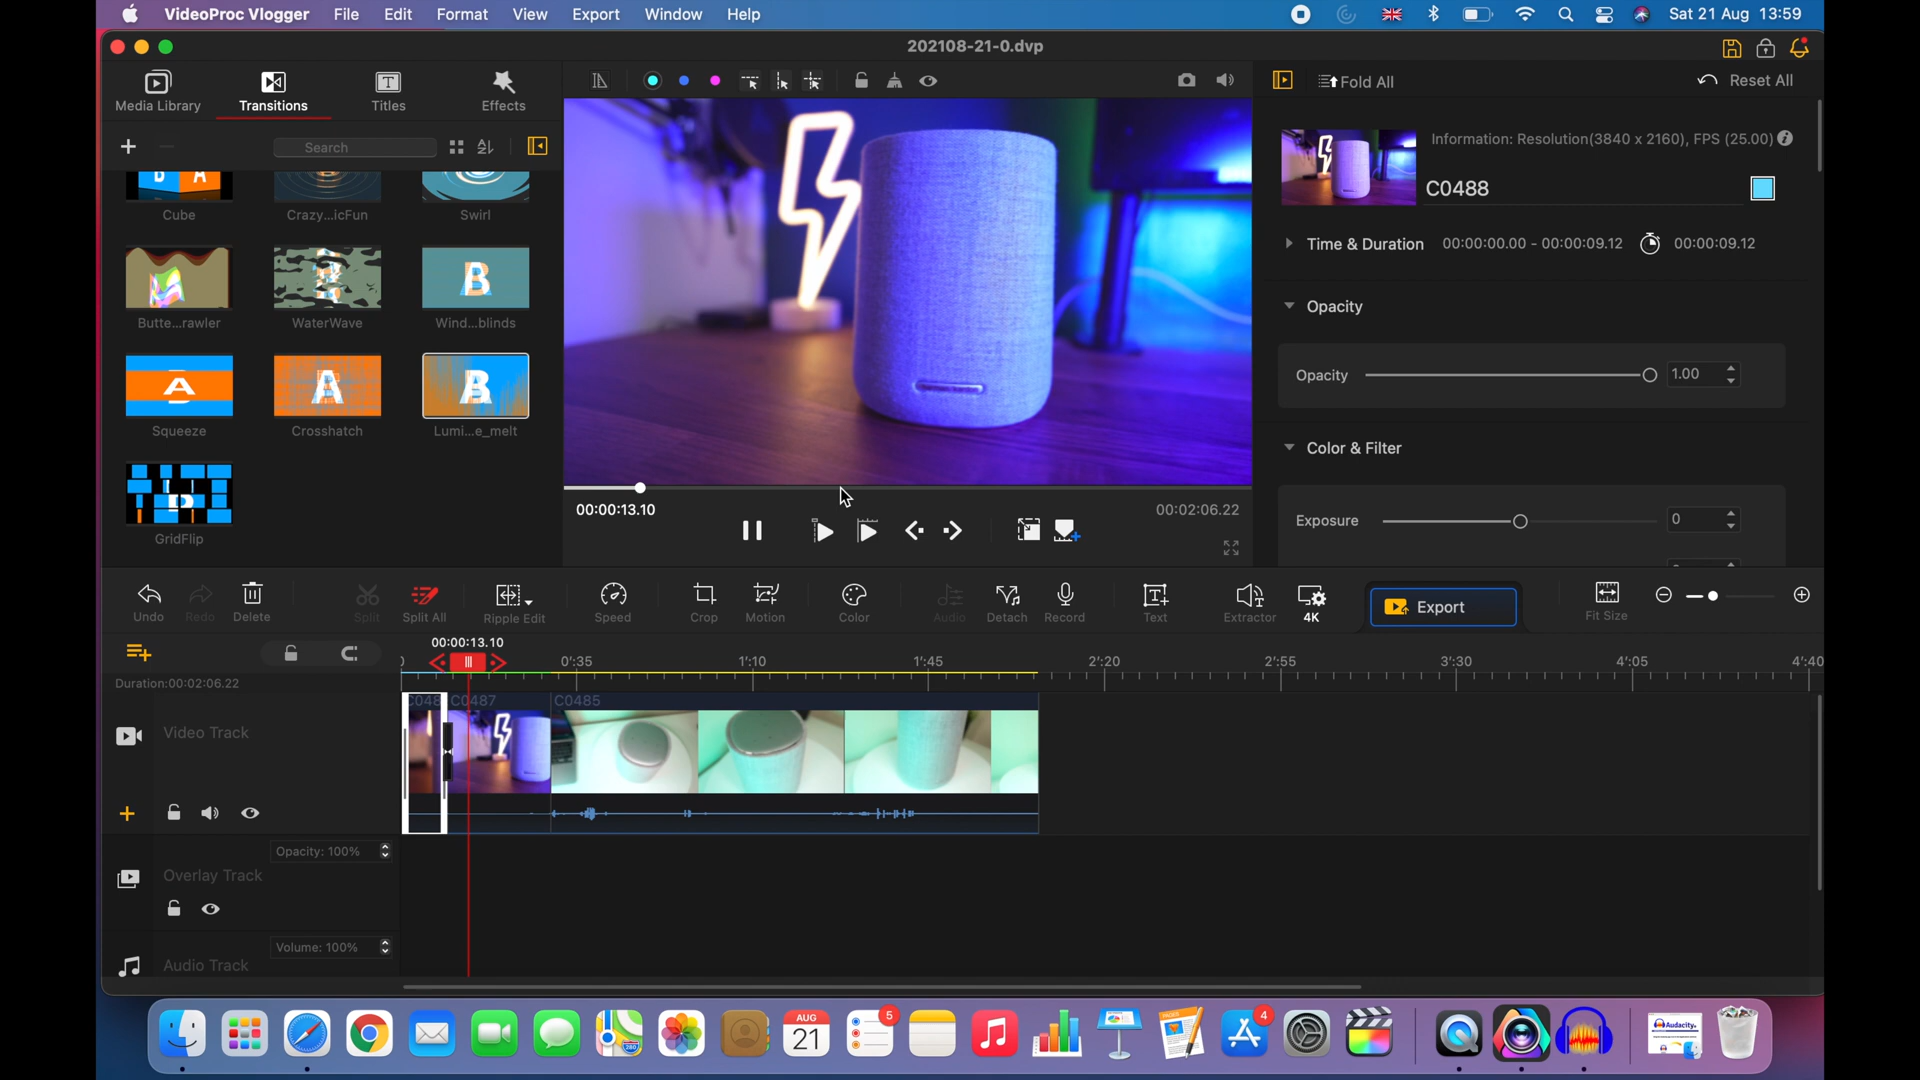 VideoProc Vlogger File Edit Format View Export Window Help Sat 21 Aug 13:59
202108-21-0.dvp
Media Library Transitions Titles Effects
Search
Fold All Reset All
Information: Resolution(3840 x 2160), FPS (25.00)
C0488
Time & Duration 00:00:00.00 - 00:00:09.12 00:00:09.12
Opacity
Opacity 1.00
Color & Filter
Exposure 0
Cube Crazy...icFun Swirl
Butte...rawler WaterWave Wind...blinds
Squeeze Crosshatch Lumi...e_melt
GridFlip
00:00:13.10 00:02:06.22
Undo Redo Delete Split Split All Ripple Edit Speed Crop Motion Color Audio Detach Record Text Extractor 4K Export Fit Size
00:00:13.10
0':35 1':10 1':45 2':20 2':55 3':30 4':05 4':40
Duration:00:02:06.22
C048 C0487 C0485
Video Track
Opacity: 100%
Overlay Track
Volume: 100%
Audio Track
AUG
21
5
4
Audacity